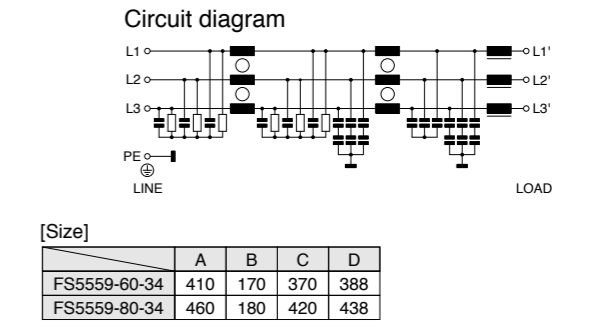 Circuit diagram
L1 L1'
L2 L2'
L3 L3'
PE
LINE LOAD
[Size]
A B C D
FS5559-60-34 410 170 370 388
FS5559-80-34 460 180 420 438